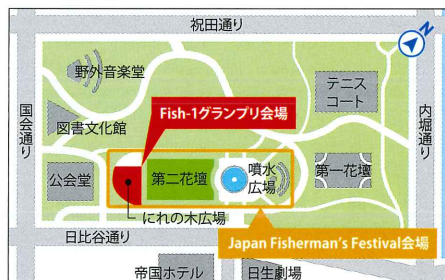 祝田通り
N
野外音楽堂
テニス
コート
国会通り
内堀通り
Fish-1グランプリ会場
図書文化館
公会堂
第二花壇
噴水
広場
第一花壇
にれの木広場
日比谷通り
Japan Fisherman's Festival会場
帝国ホテル
日生劇場